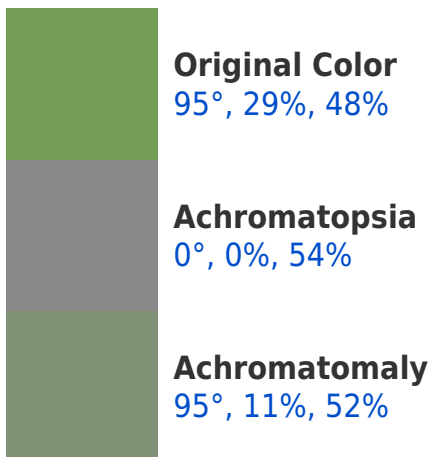 Original Color
95°, 29%, 48%
Achromatopsia
0°, 0%, 54%
Achromatomaly
95°, 11%, 52%